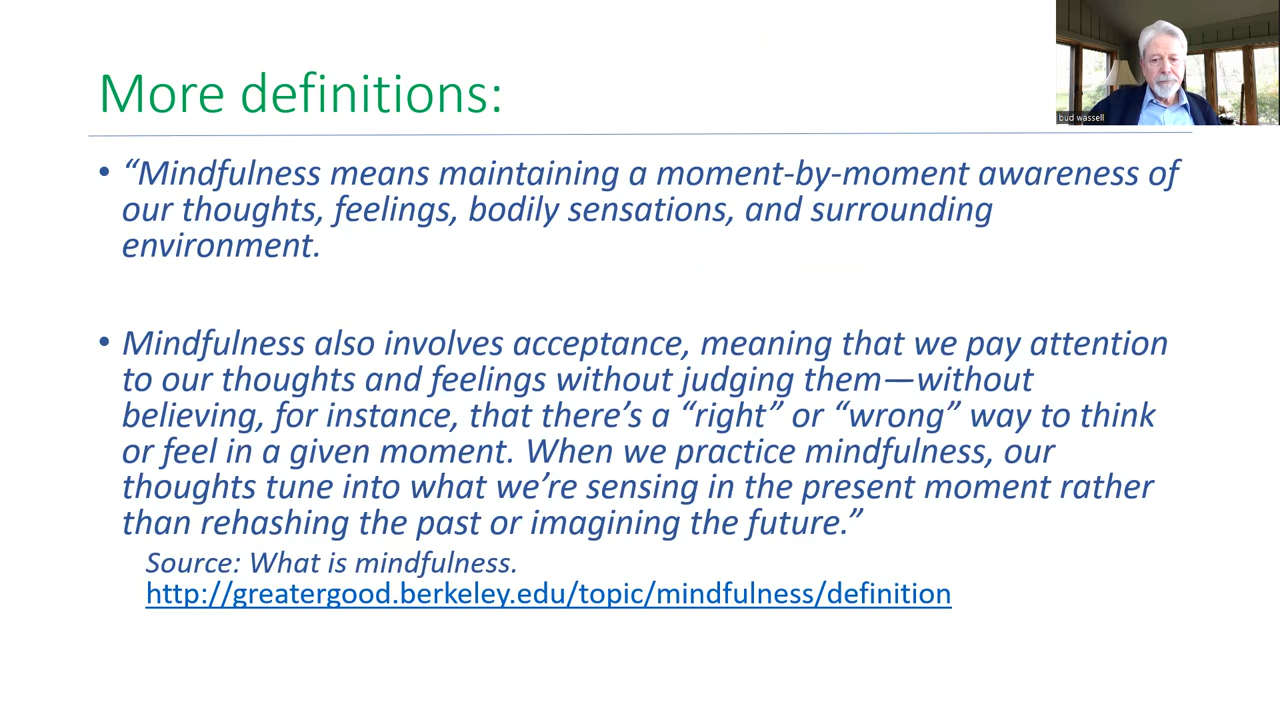 More definitions:
bud wassell
• “Mindfulness means maintaining a moment-by-moment awareness of
our thoughts, feelings, bodily sensations, and surrounding
environment.
• Mindfulness also involves acceptance, meaning that we pay attention
to our thoughts and feelings without judging them—without
believing, for instance, that there’s a “right” or “wrong” way to think
or feel in a given moment. When we practice mindfulness, our
thoughts tune into what we’re sensing in the present moment rather
than rehashing the past or imagining the future.”
Source: What is mindfulness.
http://greatergood.berkeley.edu/topic/mindfulness/definition